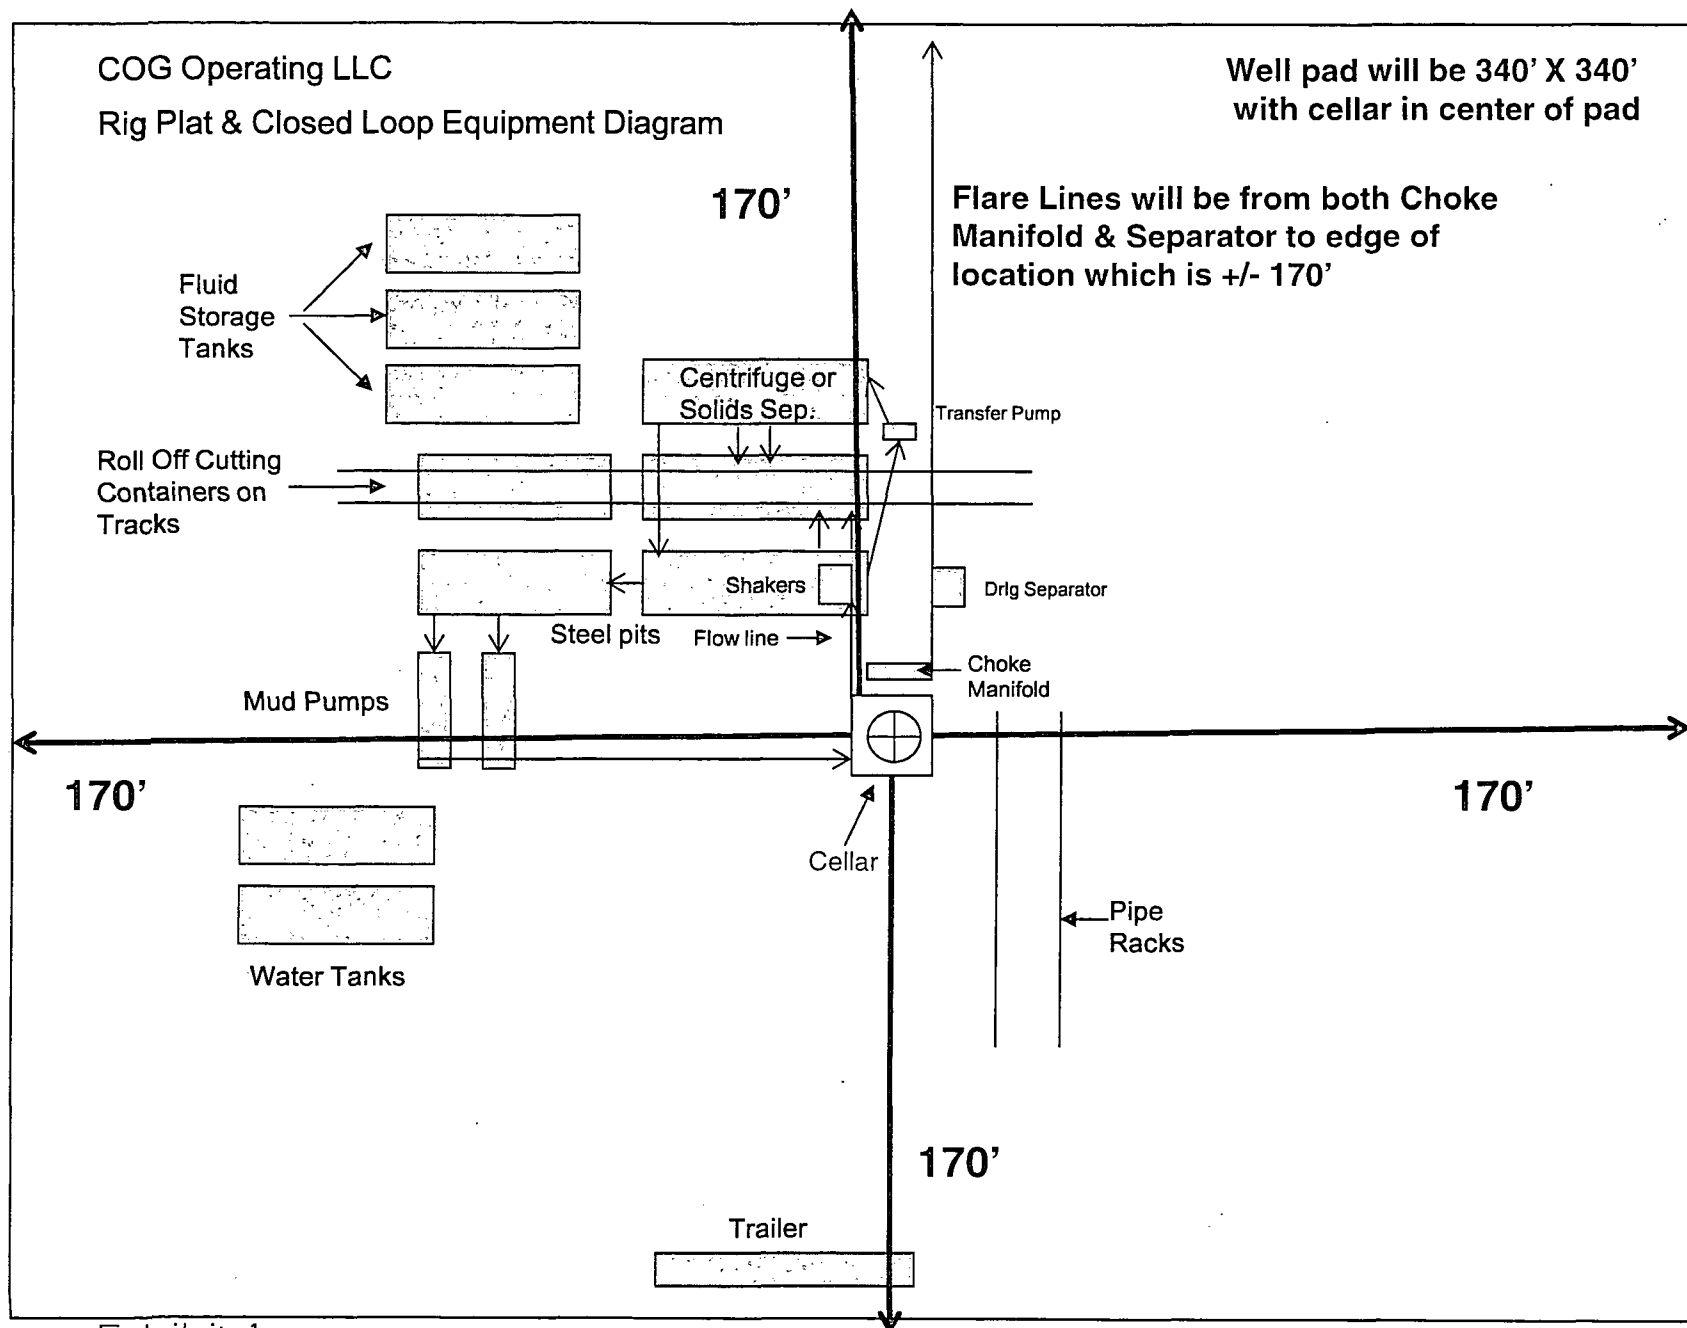 COG Operating LLC
Rig Plat & Closed Loop Equipment Diagram
Well pad will be 340' X 340'
with cellar in center of pad
170'
Flare Lines will be from both Choke
Manifold & Separator to edge of
location which is +/- 170'
Fluid
Storage
Tanks
Centrifuge or
Solids Sep.
Transfer Pump
Roll Off Cutting
Containers on
Tracks
Shakers
Drlg Separator
Steel pits
Flow line
Choke
Manifold
Mud Pumps
170'
170'
Cellar
Pipe
Racks
Water Tanks
170'
Trailer